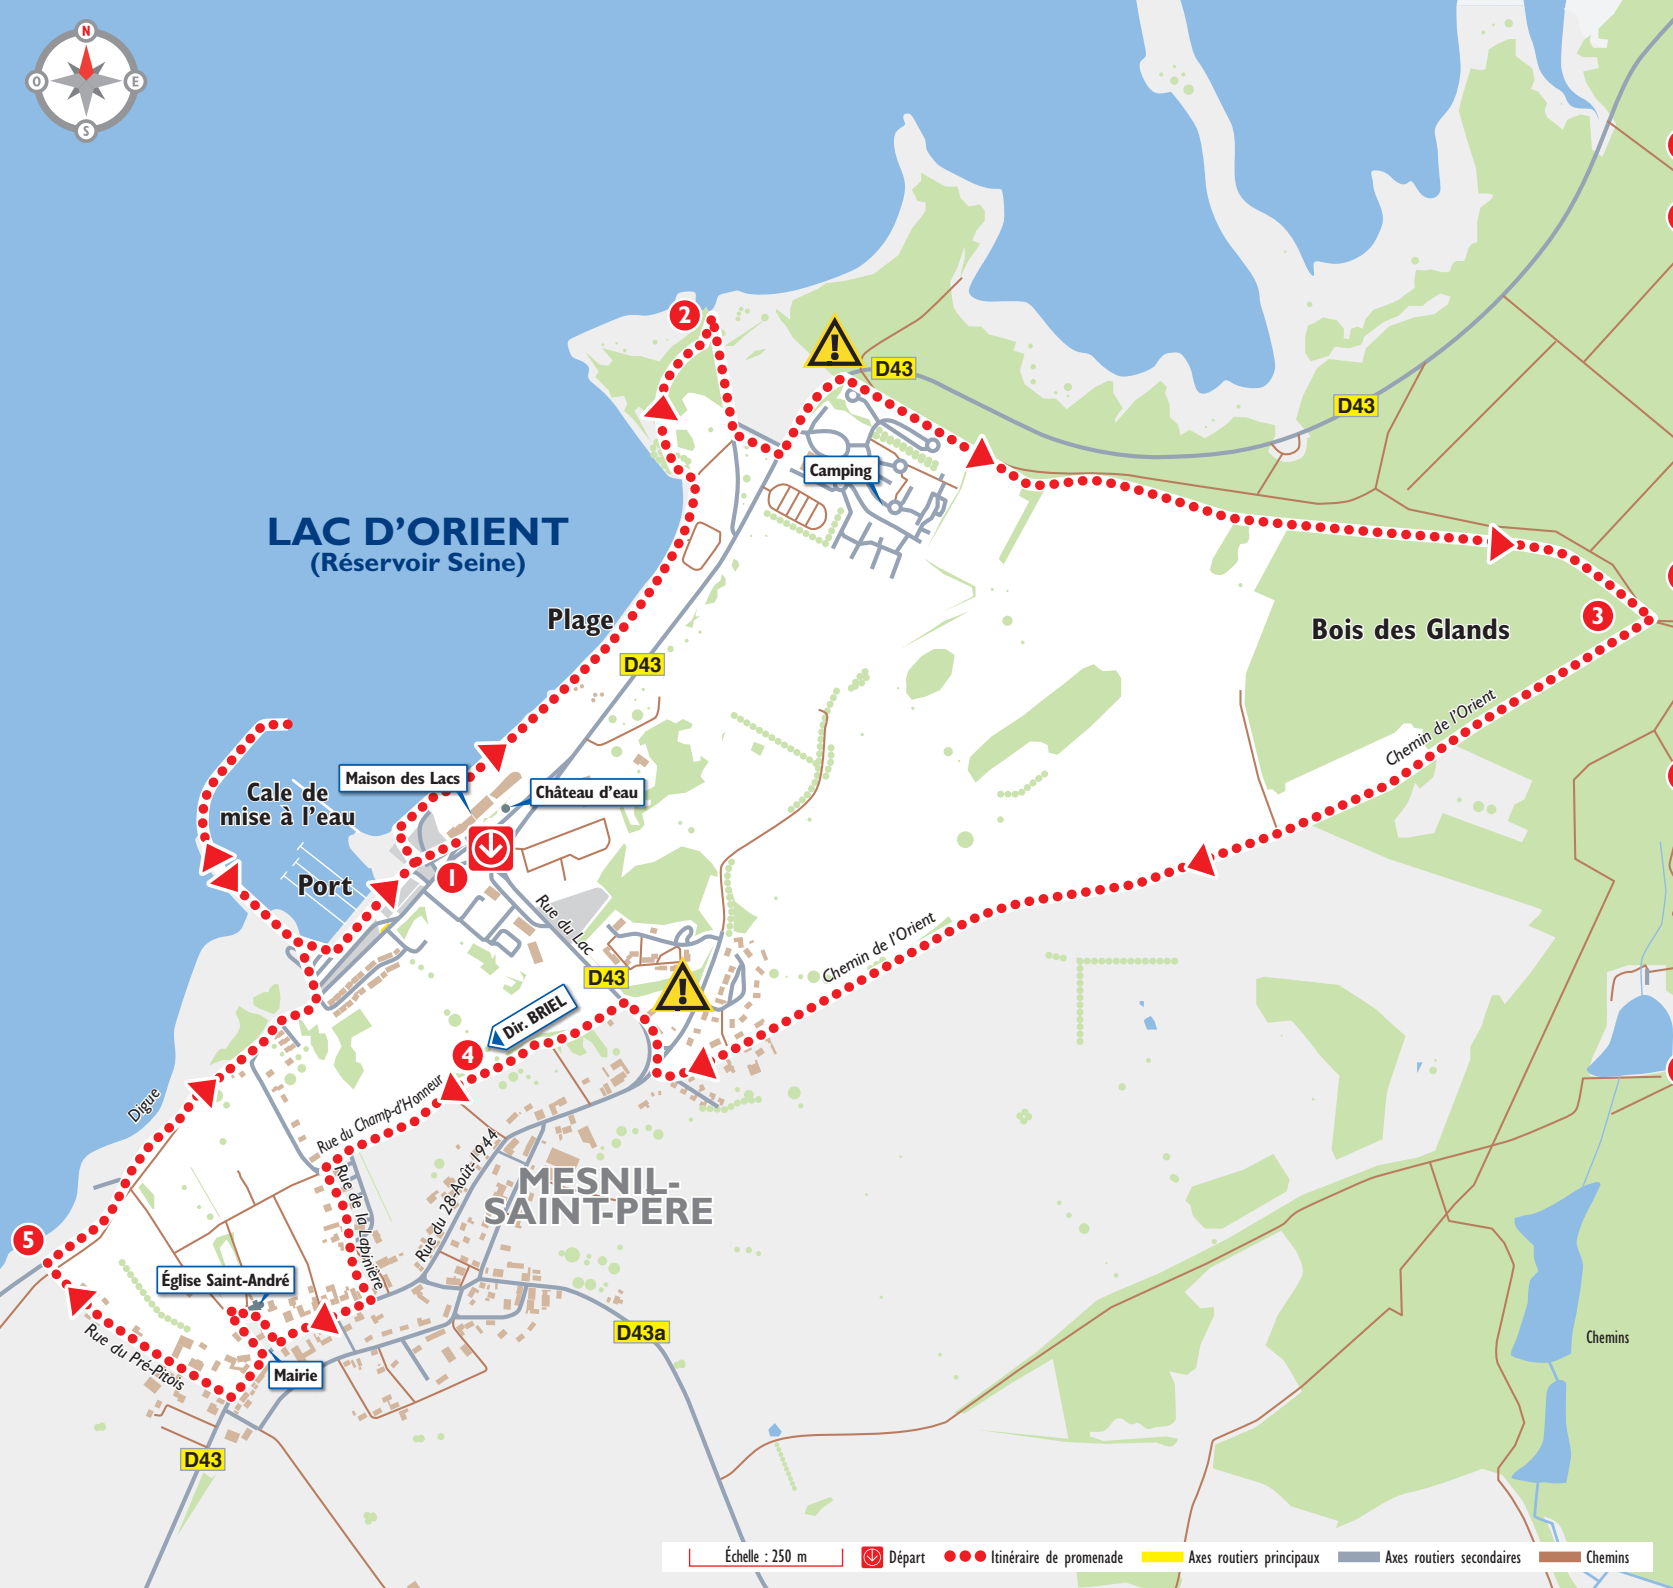 N
O
E
S
2
D43
D43
Camping
LAC D'ORIENT
(Réservoir Seine)
Plage
3
Bois des Glands
D43
Chemin de l'Orient
Maison des Lacs
Château d'eau
Cale de
mise à l'eau
Port
1
Rue du Lac
Chemin de l'Orient
D43
Dir. BRIEL
4
Digue
Rue du Champ-d'Honneur
Rue de la Lapinière
Rue du 28-Août-1944
MESNIL-
SAINT-PÈRE
5
Église Saint-André
Rue du Pré-Pitois
Mairie
D43a
Chemins
D43
Échelle : 250 m
Départ
Itinéraire de promenade
Axes routiers principaux
Axes routiers secondaires
Chemins